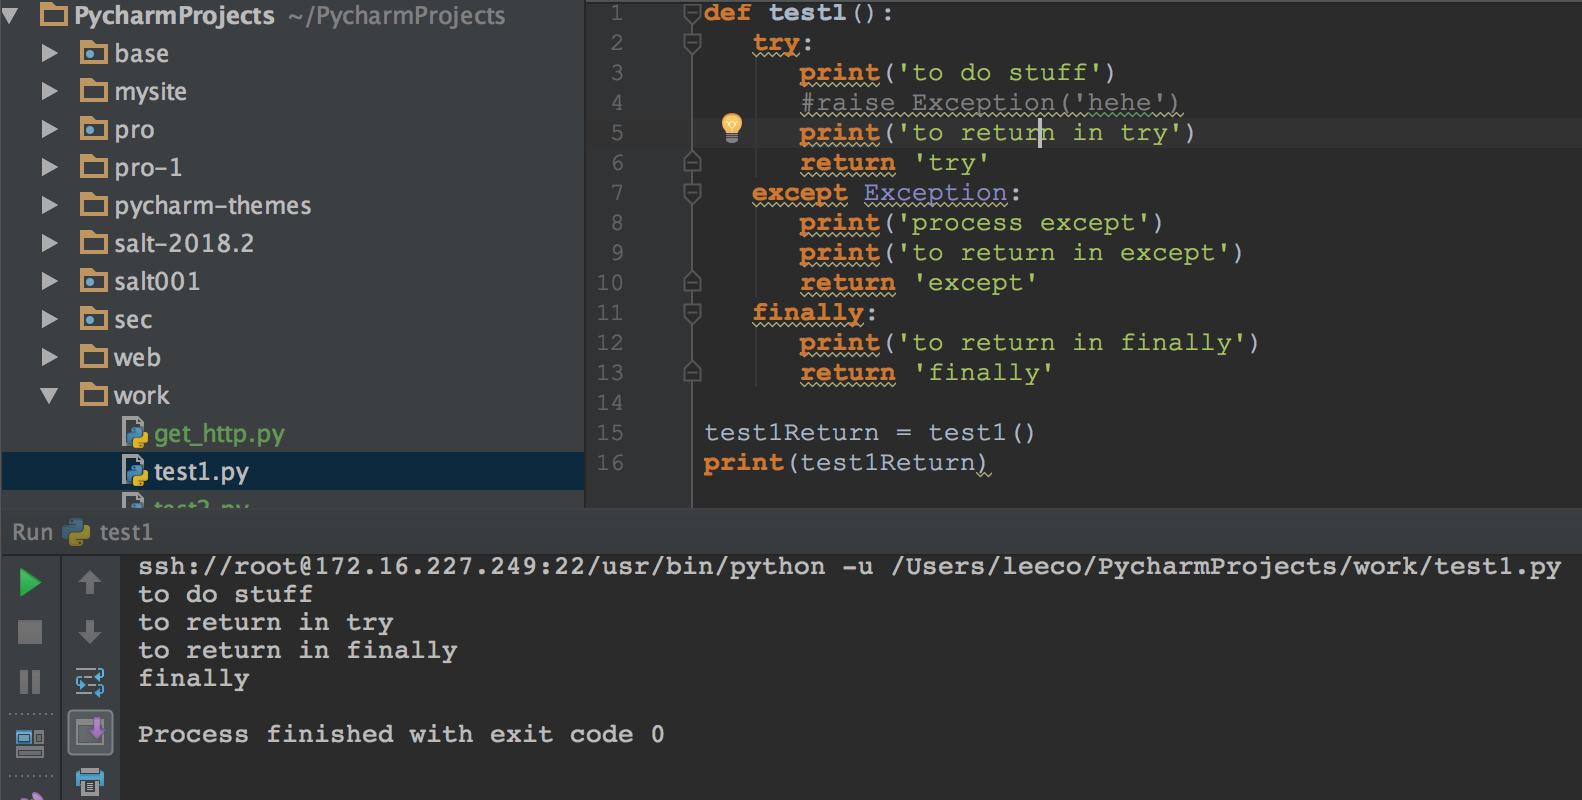 PycharmProjects ~/PycharmProjects
base
mysite
pro
pro-1
pycharm-themes
salt-2018.2
salt001
sec
web
work
get_http.py
test1.py
test2.py
1 def test1():
2 try:
3 print('to do stuff')
4 #raise Exception('hehe')
5 print('to return in try')
6 return 'try'
7 except Exception:
8 print('process except')
9 print('to return in except')
10 return 'except'
11 finally:
12 print('to return in finally')
13 return 'finally'
14
15 test1Return = test1()
16 print(test1Return)
Run test1
ssh://root@172.16.227.249:22/usr/bin/python -u /Users/leeco/PycharmProjects/work/test1.py
to do stuff
to return in try
to return in finally
finally
Process finished with exit code 0